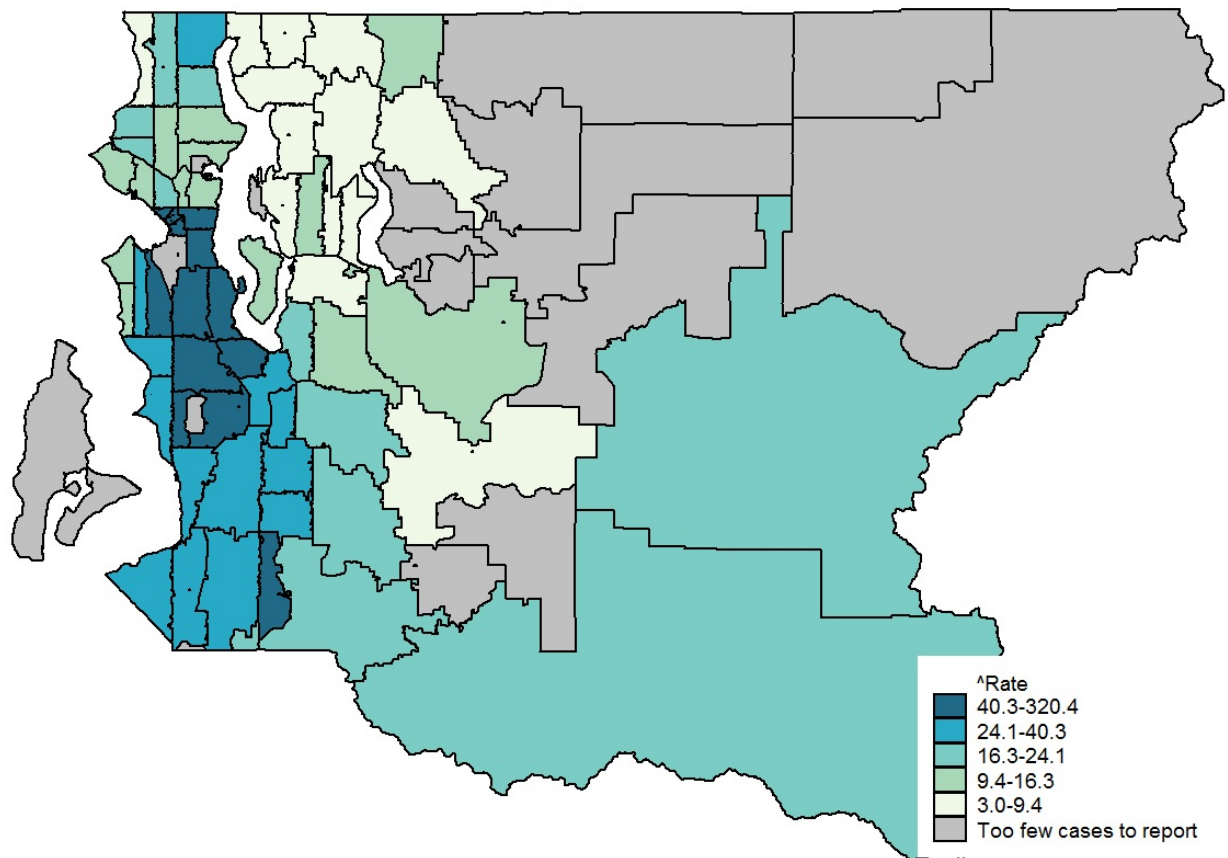 ^Rate
40.3-320.4
24.1-40.3
16.3-24.1
9.4-16.3
3.0-9.4
Too few cases to report